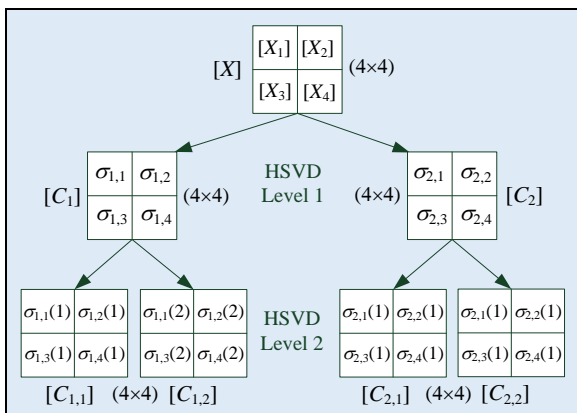 [X₁] [X₂]
[X] (4×4)
[X₃] [X₄]
σ₁,₁ σ₁,₂ HSVD σ₂,₁ σ₂,₂
[C₁] (4×4) Level 1 (4×4) [C₂]
σ₁,₃ σ₁,₄ σ₂,₃ σ₂,₄
σ₁,₁(1) σ₁,₂(1) σ₁,₁(2) σ₁,₂(2) HSVD σ₂,₁(1) σ₂,₂(1) σ₂,₁(1) σ₂,₂(1)
σ₁,₃(1) σ₁,₄(1) σ₁,₃(2) σ₁,₄(2) Level 2 σ₂,₃(1) σ₂,₄(1) σ₂,₃(1) σ₂,₄(1)
[C₁,₁] (4×4) [C₁,₂] [C₂,₁] (4×4) [C₂,₂]